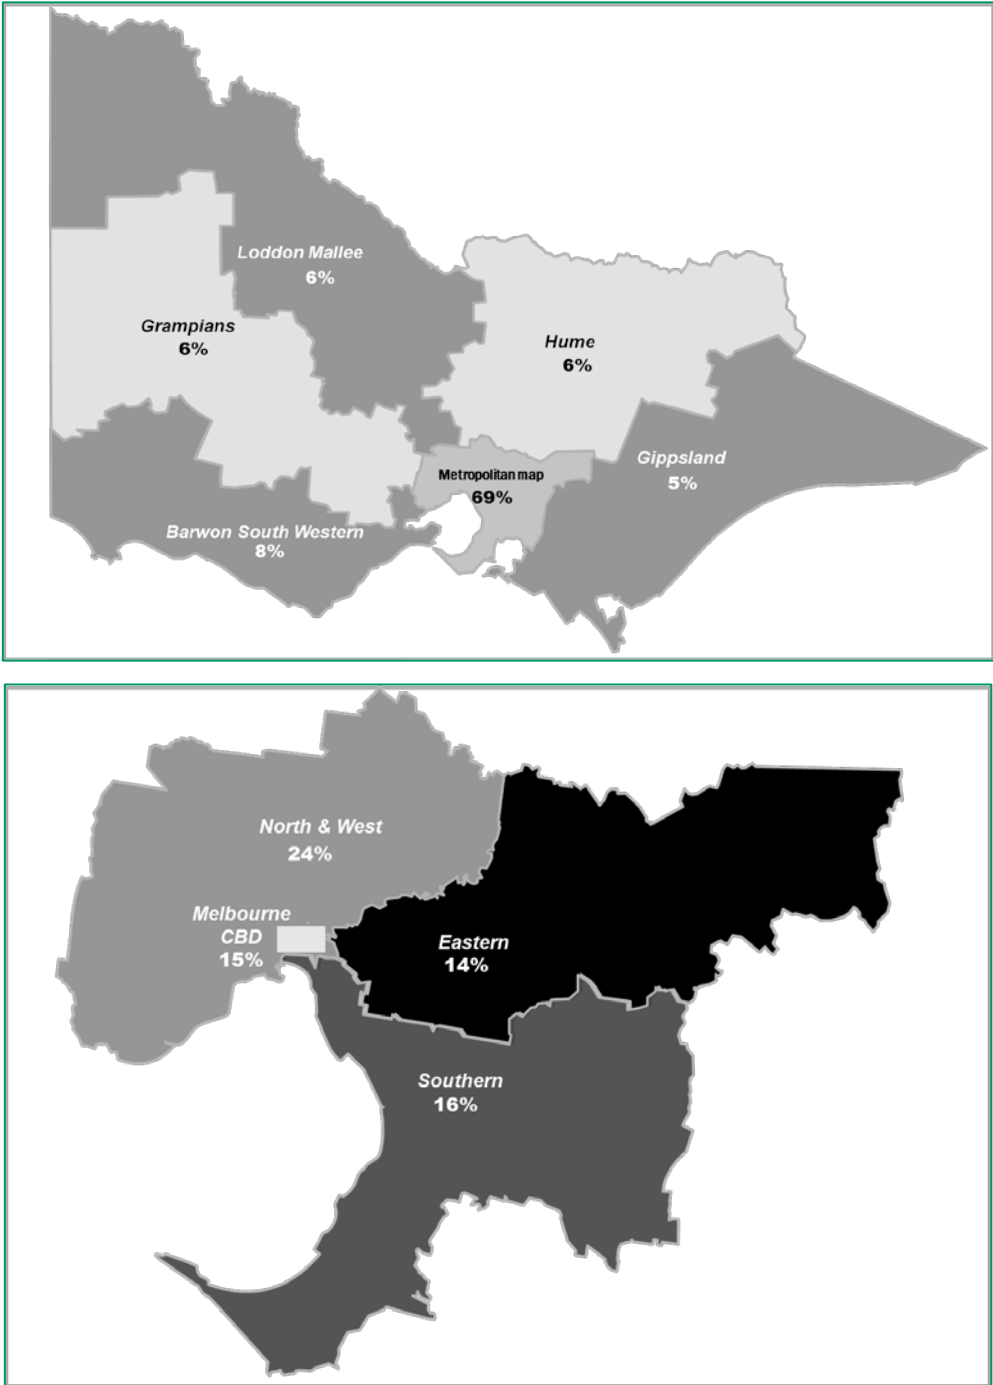 Loddon Mallee
6%
Grampians
6%
Hume
6%
Gippsland
5%
Metropolitan map
69%
Barwon South Western
8%
North & West
24%
Melbourne
CBD
15%
Eastern
14%
Southern
16%